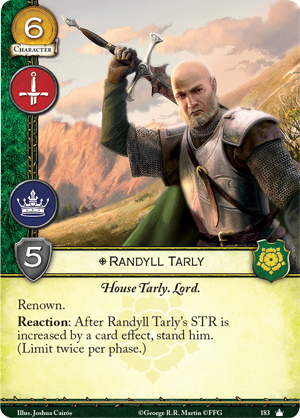 6
CHARACTER
5
RANDYLL TARLY
House Tarly. Lord.
Renown.
Reaction: After Randyll Tarly's STR is
increased by a card effect, stand him.
(Limit twice per phase.)
Illus. Joshua Cairós ©George R.R. Martin ©FFG 183